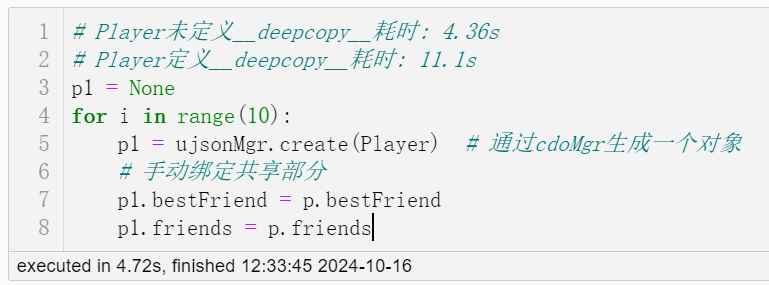 1 # Player未定义__deepcopy__耗时: 4.36s
2 # Player定义__deepcopy__耗时: 11.1s
3 p1 = None
4 for i in range(10):
5     p1 = ujsonMgr.create(Player)  # 通过cdoMgr生成一个对象
6     # 手动绑定共享部分
7     p1.bestFriend = p.bestFriend
8     p1.friends = p.friends
executed in 4.72s, finished 12:33:45 2024-10-16